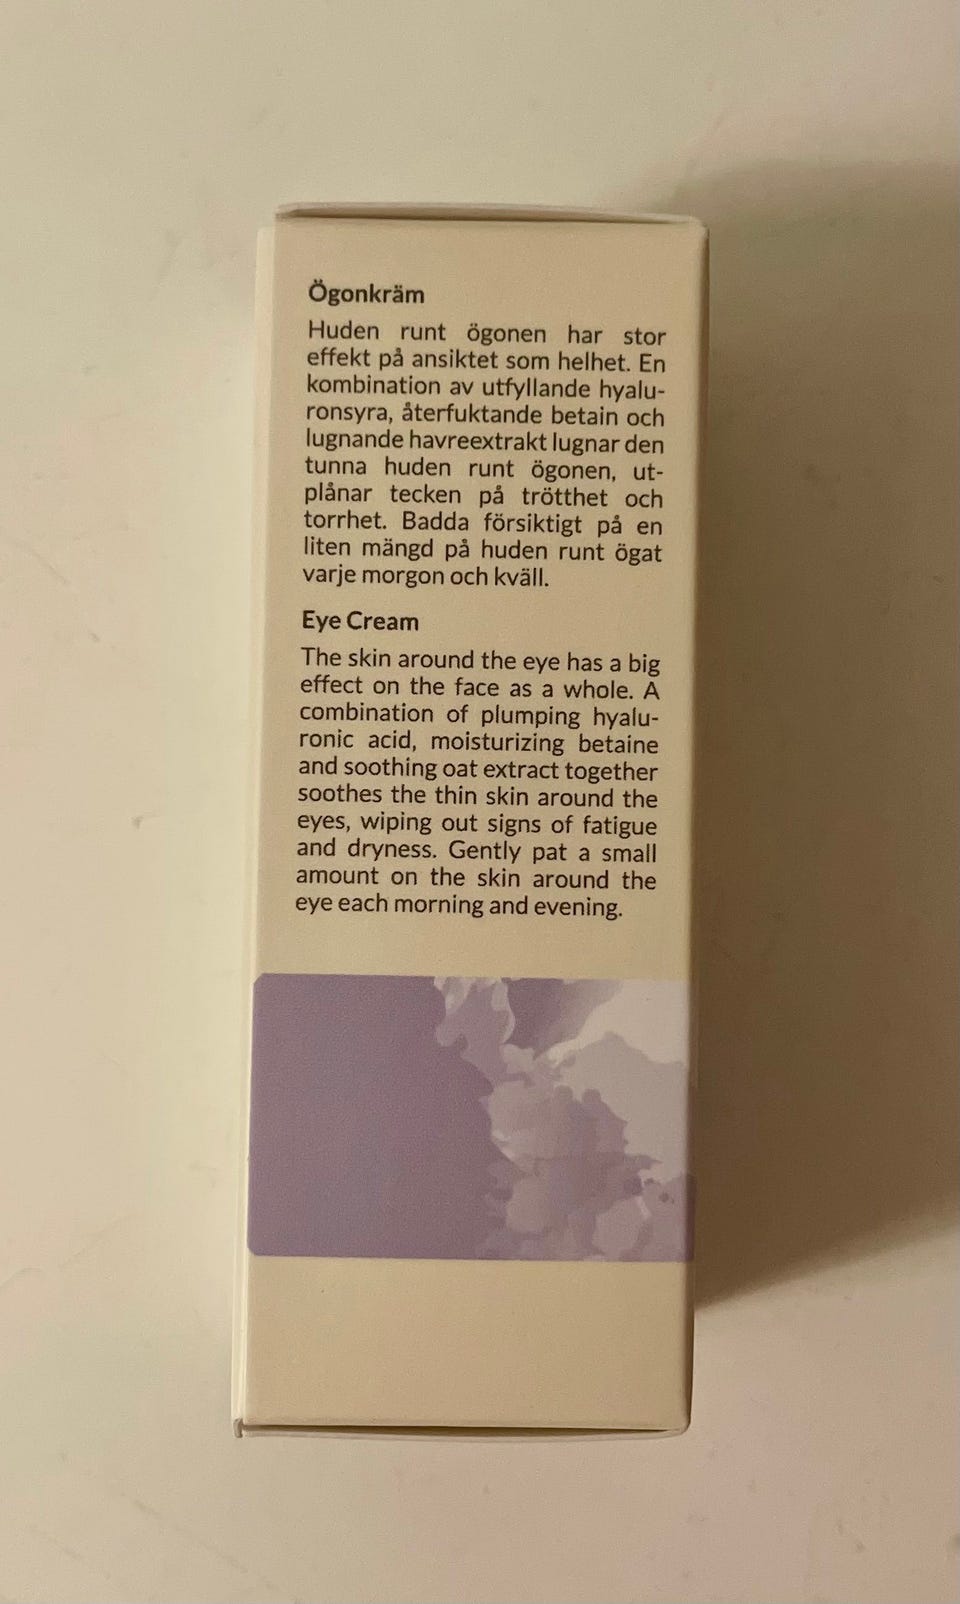 Ögonkräm
Huden runt ögonen har stor
effekt på ansiktet som helhet. En
kombination av utfyllande hyalu-
ronsyra, återfuktande betain och
lugnande havreextrakt lugnar den
tunna huden runt ögonen, ut-
plånar tecken på trötthet och
torrhet. Badda försiktigt på en
liten mängd på huden runt ögat
varje morgon och kväll.
Eye Cream
The skin around the eye has a big
effect on the face as a whole. A
combination of plumping hyalu-
ronic acid, moisturizing betaine
and soothing oat extract together
soothes the thin skin around the
eyes, wiping out signs of fatigue
and dryness. Gently pat a small
amount on the skin around the
eye each morning and evening.